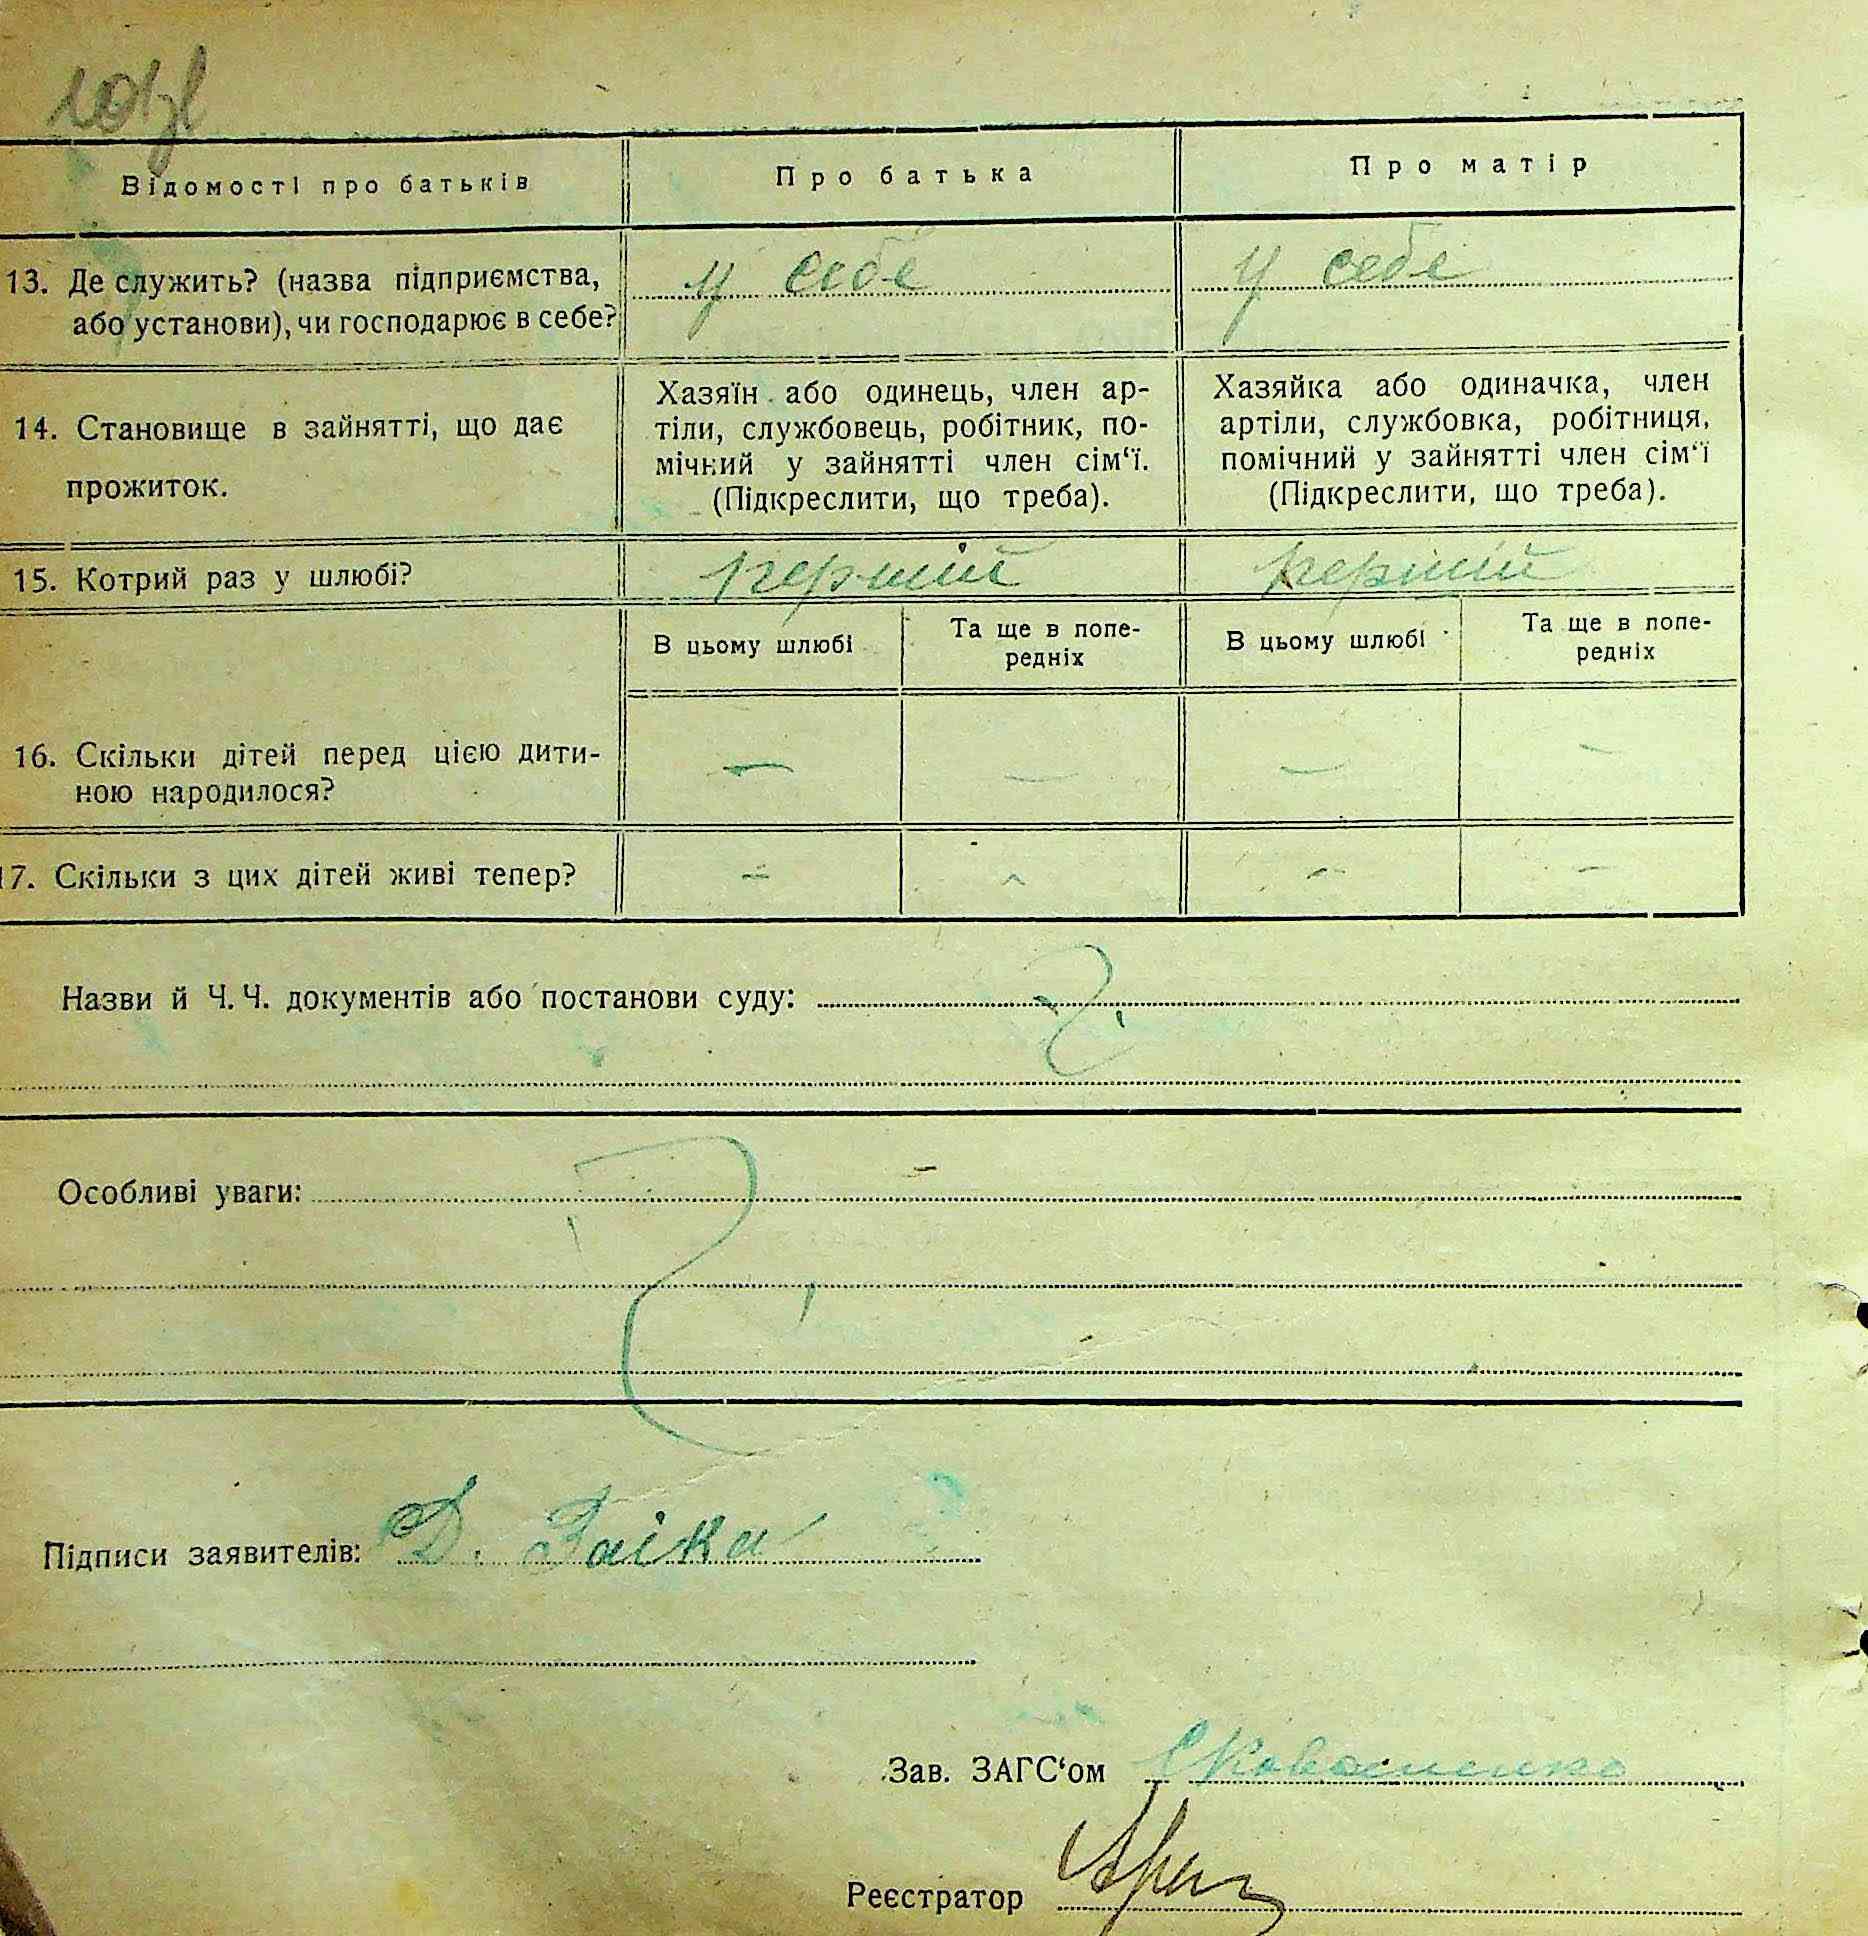 Відомості про батьків
Про батька
Про матір
13. Де служить? (назва підприємства,
або установи), чи господарює в себе?
у себе
у себе
14. Становище в зайнятті, що дає
прожиток.
Хазяїн або одинець, член ар-
тіли, службовець, робітник, по-
мічний у зайнятті член сім‘ї.
(Підкреслити, що треба).
Хазяйка або одиначка, член
артіли, службовка, робітниця,
помічний у зайнятті член сім‘ї
(Підкреслити, що треба).
15. Котрий раз у шлюбі?
перший
перший
В цьому шлюбі
Та ще в попе-
редніх
В цьому шлюбі
Та ще в попе-
редніх
16. Скільки дітей перед цією дити-
ною народилося?
— — — —
17. Скільки з цих дітей живі тепер?
— — — —
Назви й Ч. Ч. документів або постанови суду:
Особливі уваги:
Підписи заявителів: Д. Заіка
Зав. ЗАГС‘ом
Реєстратор